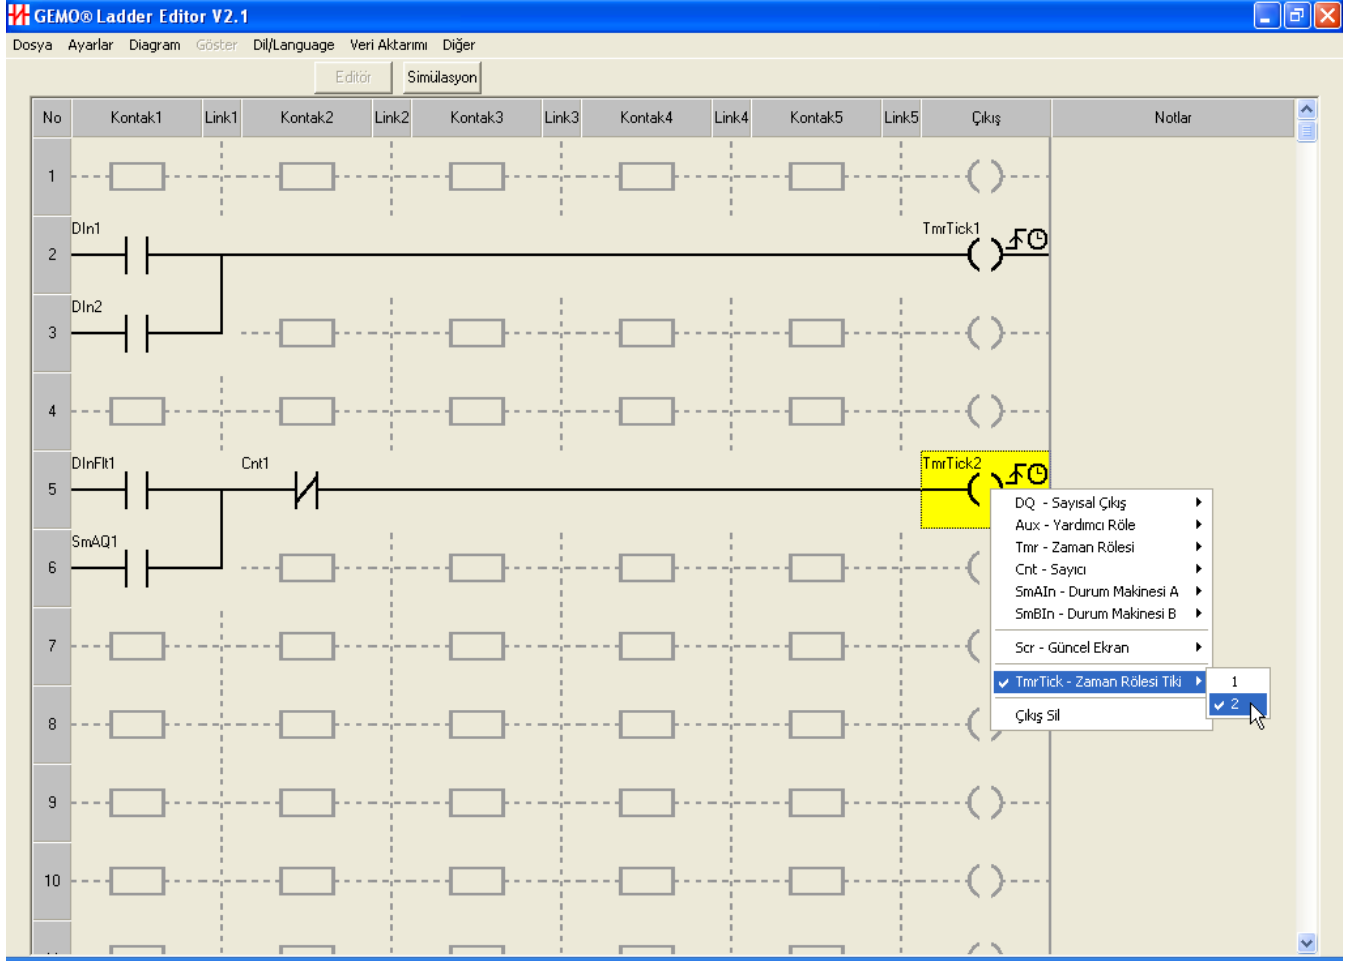 GEMO® Ladder Editor V2.1
Dosya Ayarlar Diagram Göster Dil/Language Veri Aktarımı Diğer
Editör Simülasyon
No Kontak1 Link1 Kontak2 Link2 Kontak3 Link3 Kontak4 Link4 Kontak5 Link5 Çıkış Notlar
1
DIn1 TmrTick1
2
DIn2
3
4
DInFlt1 Cnt1 TmrTick2
5
DQ - Sayısal Çıkış
Aux - Yardımcı Röle
SmAQ1
Tmr - Zaman Rölesi
6
Cnt - Sayıcı
SmAIn - Durum Makinesi A
SmBIn - Durum Makinesi B
7
Scr - Güncel Ekran
TmrTick - Zaman Rölesi Tiki 1
2
8
Çıkış Sil
9
10